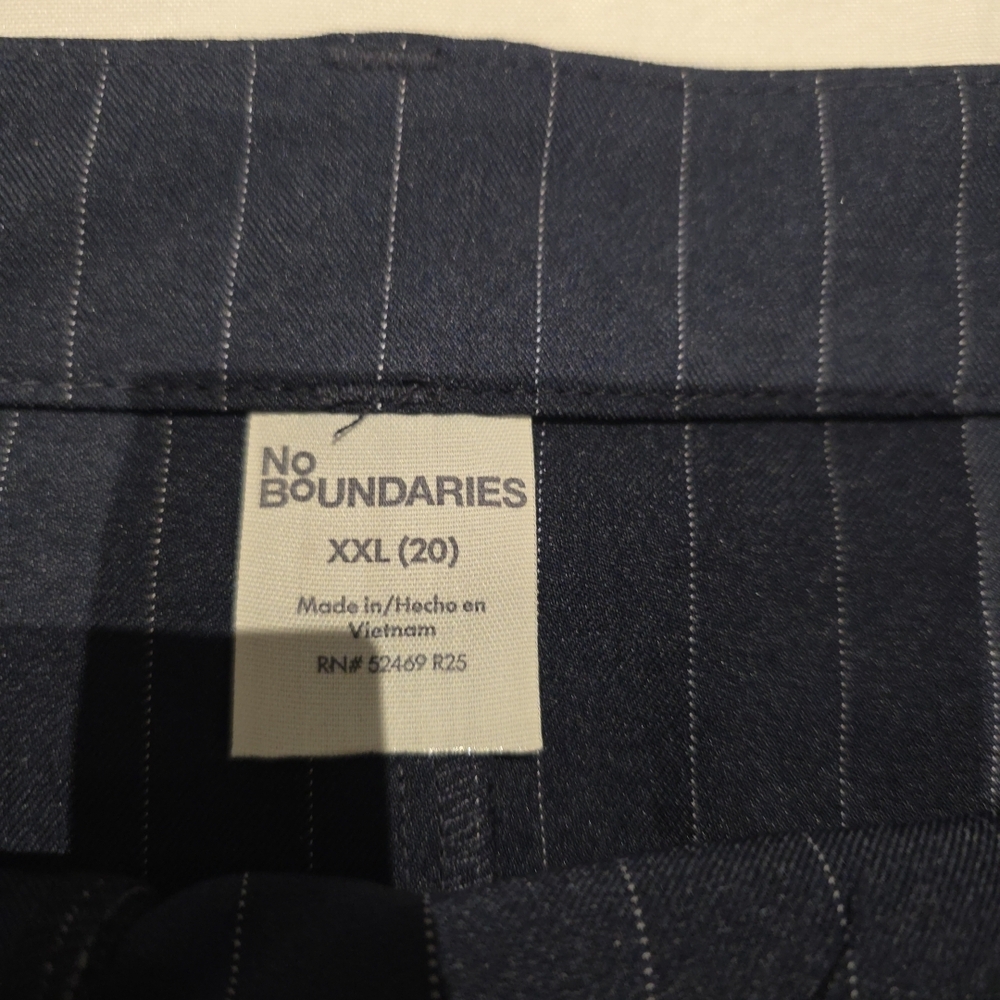 No
BoUNDARIES
XXL (20)
Made in/Hecho en
Vietnam
RN# 52469 R25